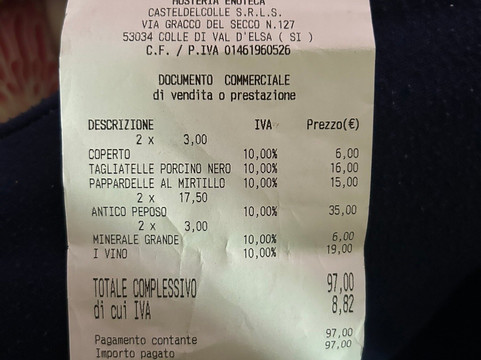 HOSTERIA ENOTECA
CASTELDELCOLLE S.R.L.S.
VIA GRACCO DEL SECCO N.127
53034 COLLE DI VAL D'ELSA ( SI )
C.F. / P.IVA 01461960526
DOCUMENTO COMMERCIALE
di vendita o prestazione
DESCRIZIONE IVA Prezzo(€)
2 x 3,00
COPERTO 10,00% 6,00
TAGLIATELLE PORCINO NERO 10,00% 16,00
PAPPARDELLE AL MIRTILLO 10,00% 15,00
2 x 17,50
ANTICO PEPOSO 10,00% 35,00
2 x 3,00
MINERALE GRANDE 10,00% 6,00
I VINO 10,00% 19,00
TOTALE COMPLESSIVO 97,00
di cui IVA 8,82
Pagamento contante 97,00
Importo pagato 97,00